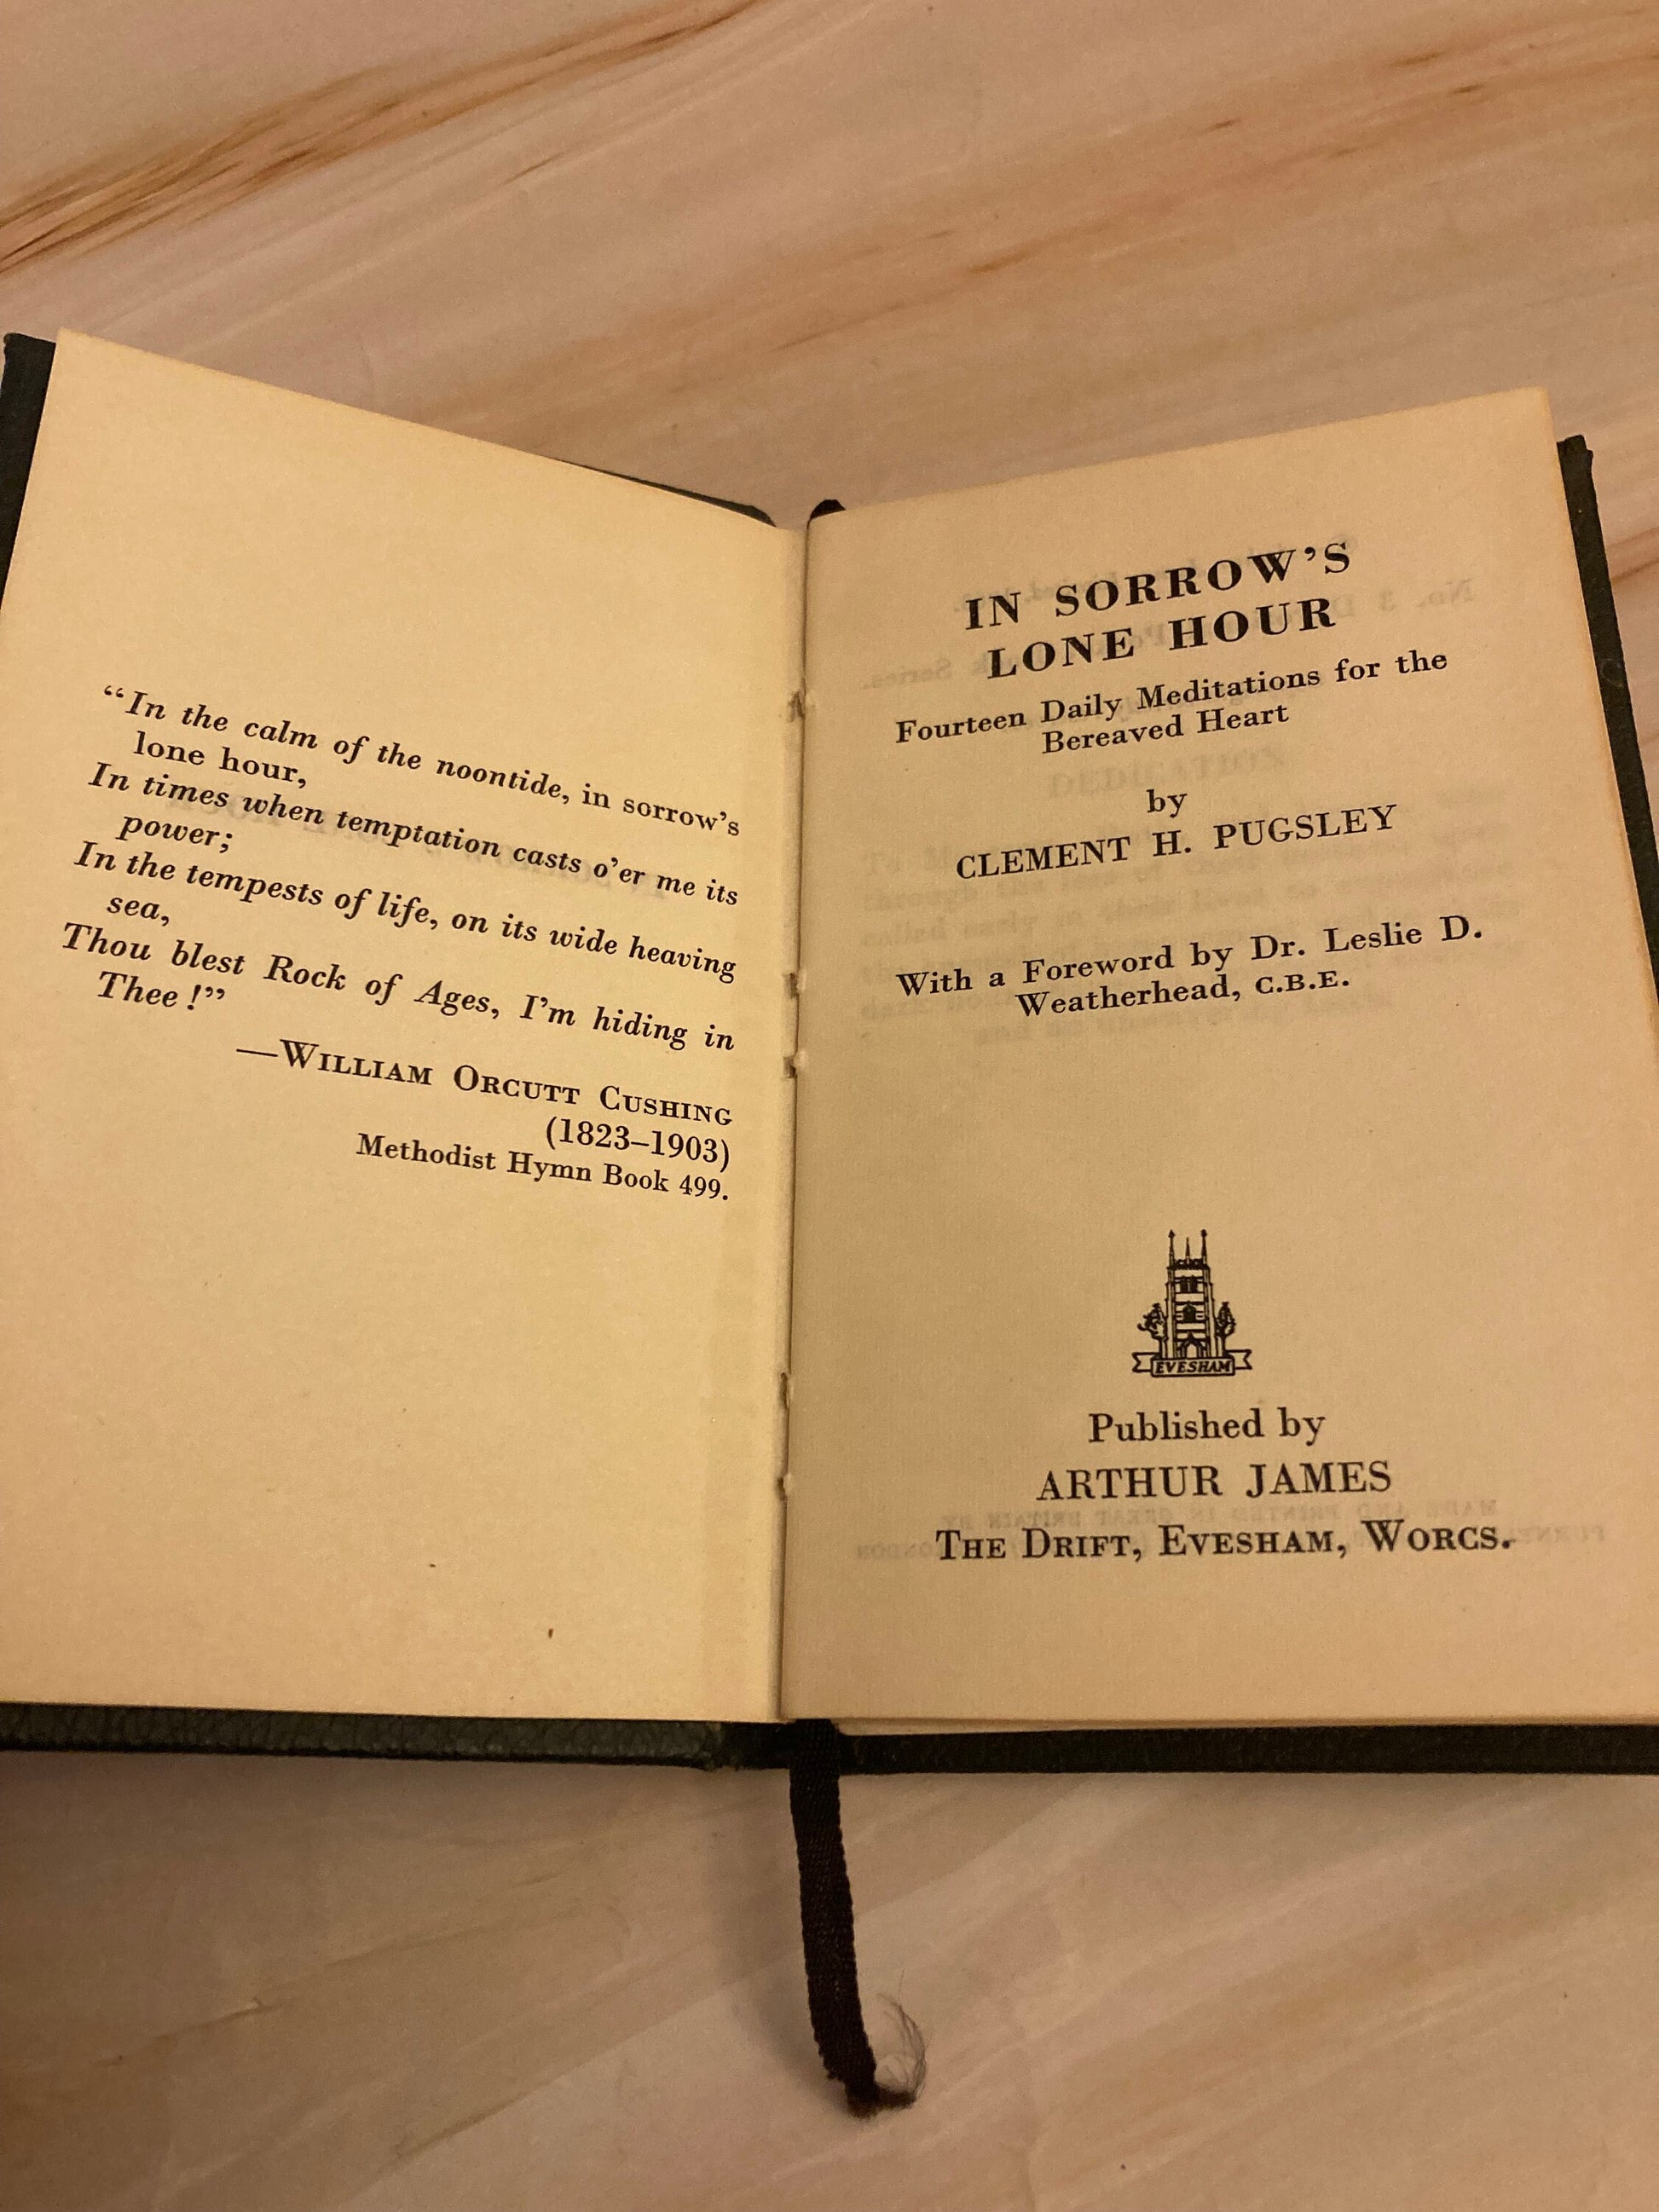 “In the calm of the noontide, in sorrow’s
lone hour,
In times when temptation casts o’er me its
power;
In the tempests of life, on its wide heaving
sea,
Thou blest Rock of Ages, I’m hiding in
Thee!”
—WILLIAM ORCUTT CUSHING
(1823–1903)
Methodist Hymn Book 499.
IN SORROW’S
LONE HOUR
Fourteen Daily Meditations for the
Bereaved Heart
by
CLEMENT H. PUGSLEY
With a Foreword by Dr. Leslie D.
Weatherhead, C.B.E.
EVESHAM
Published by
ARTHUR JAMES
THE DRIFT, EVESHAM, WORCS.